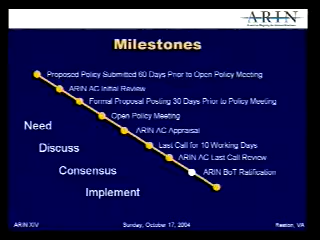 ARIN
Milestones
Proposed Policy Submitted 60 Days Prior to Open Policy Meeting
ARIN AC Initial Review
Formal Proposal Posting 30 Days Prior to Policy Meeting
Open Policy Meeting
ARIN AC Appraisal
Last Call for 10 Working Days
ARIN AC Last Call Review
ARIN BoT Ratification
Need
Discuss
Consensus
Implement
ARIN XIV
Sunday, October 17, 2004
Reston, VA